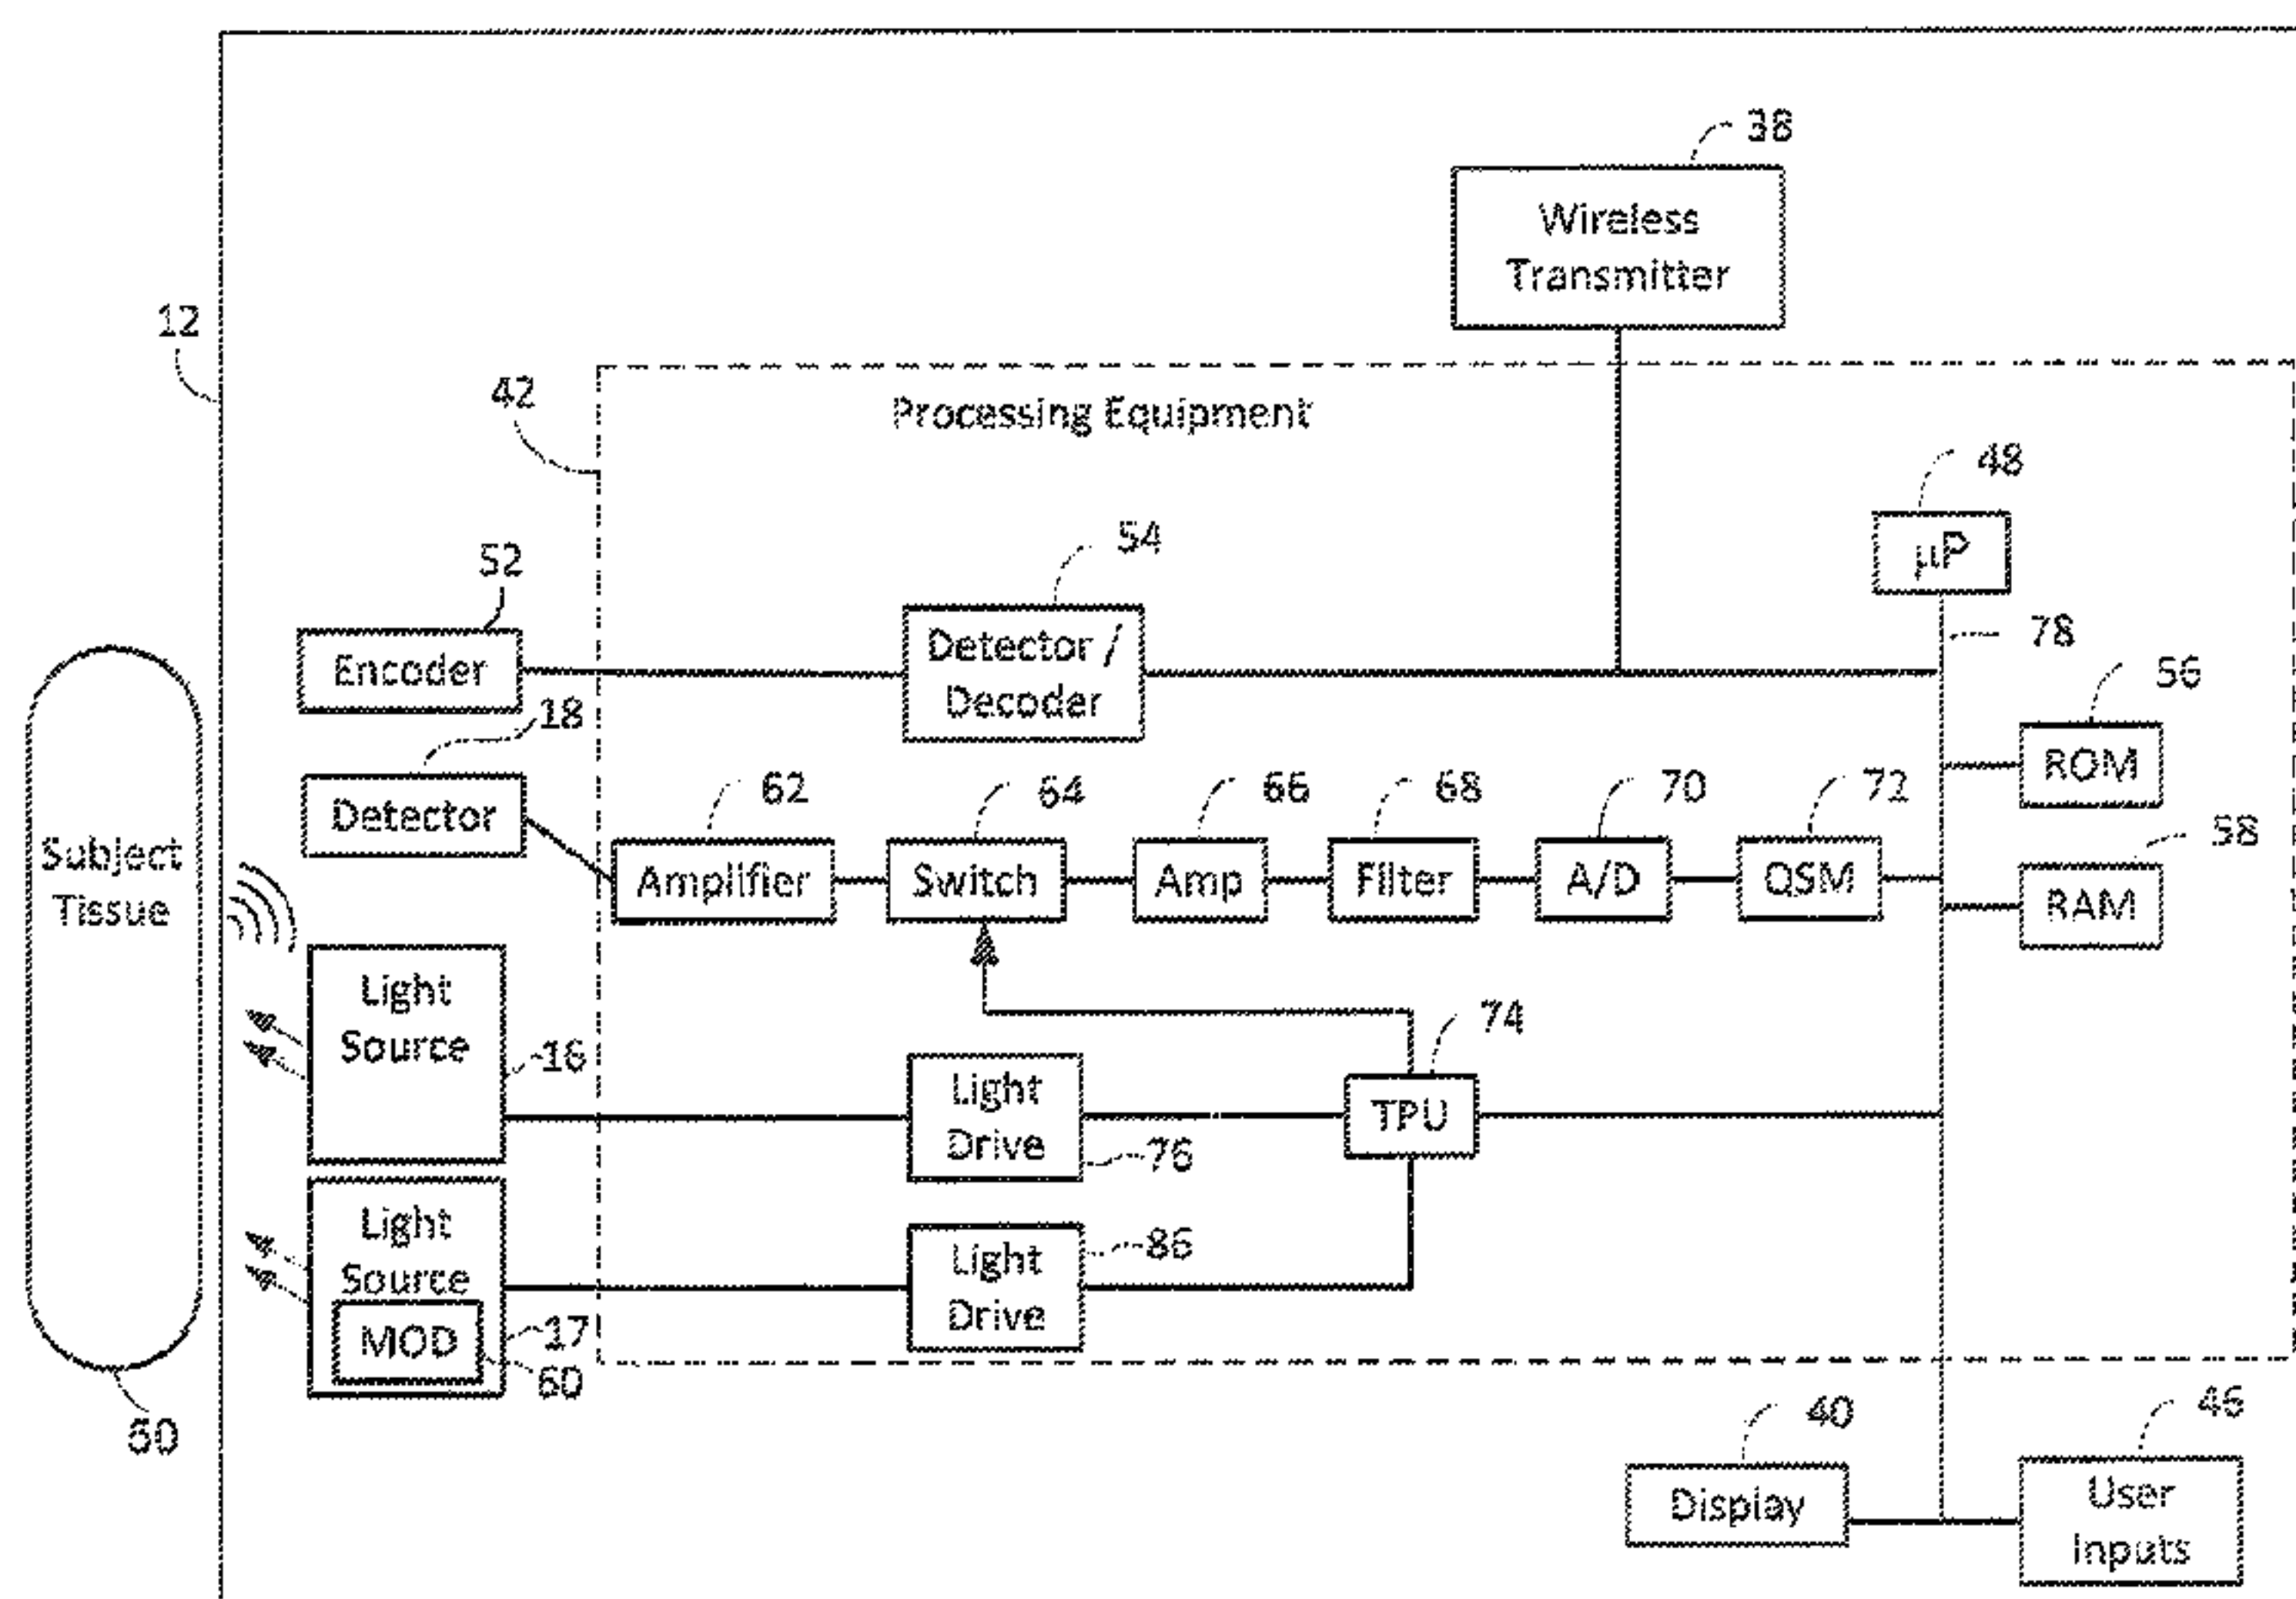 38
Wireless
Transmitter
12
42
Processing Equipment
48
µP
54
52
Detector /
Decoder
78
Encoder
56
18
ROM
62
64
66
68
70
72
58
Detector
Subject
Tissue
Amplifier
Switch
Amp
Filter
A/D
QSM
RAM
Light
Source
74
16
Light
Drive
TPU
76
Light
Source
86
Light
Drive
17
MOD
60
50
40
46
Display
User
Inputs